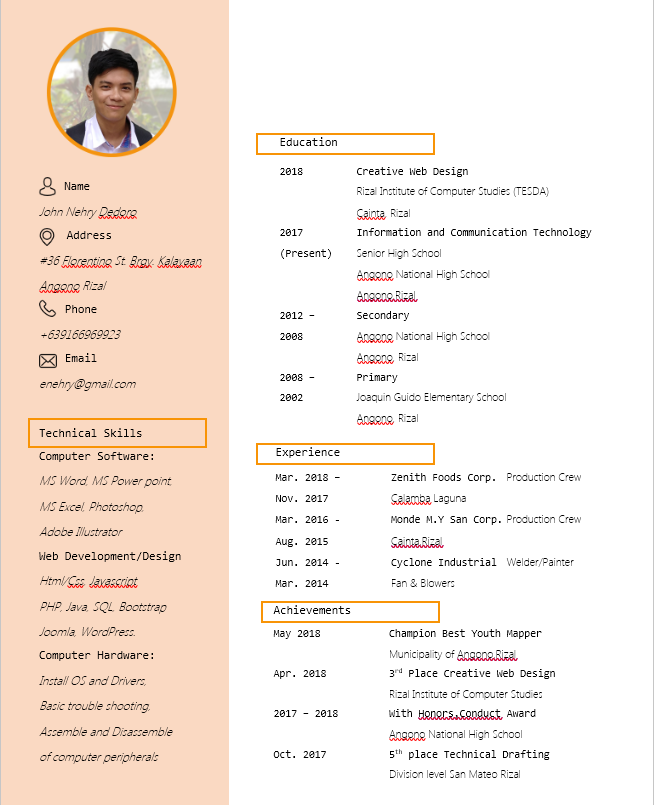 Name
John Nehry Dedoro
Address
#36 Florentino St. Brgy. Kalayaan
Angono Rizal
Phone
+639166969923
Email
enehry@gmail.com
Technical Skills
Computer Software:
MS Word, MS Power point,
MS Excel, Photoshop,
Adobe Illustrator
Web Development/Design
Html/Css, Javascript,
PHP, Java, SQL, Bootstrap
Joomla, WordPress.
Computer Hardware:
Install OS and Drivers,
Basic trouble shooting,
Assemble and Disassemble
of computer peripherals
Education
2018 Creative Web Design
Rizal Institute of Computer Studies (TESDA)
Cainta, Rizal
2017 Information and Communication Technology
(Present) Senior High School
Angono National High School
Angono,Rizal,
2012 – Secondary
2008 Angono National High School
Angono, Rizal
2008 – Primary
2002 Joaquin Guido Elementary School
Angono, Rizal
Experience
Mar. 2018 – Zenith Foods Corp. Production Crew
Nov. 2017 Calamba Laguna
Mar. 2016 - Monde M.Y San Corp. Production Crew
Aug. 2015 Cainta,Rizal,
Jun. 2014 - Cyclone Industrial Welder/Painter
Mar. 2014 Fan & Blowers
Achievements
May 2018 Champion Best Youth Mapper
Municipality of Angono,Rizal,
Apr. 2018 3rd Place Creative Web Design
Rizal Institute of Computer Studies
2017 – 2018 With Honors,Conduct Award
Angono National High School
Oct. 2017 5th place Technical Drafting
Division level San Mateo Rizal